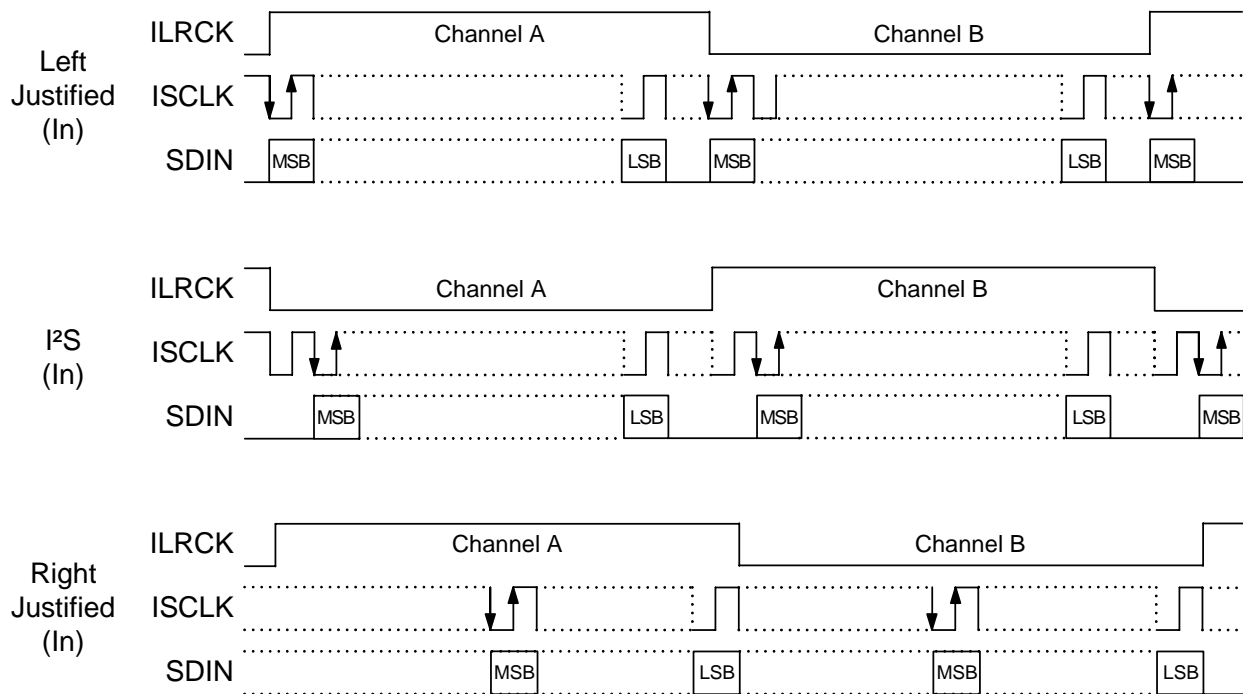 ILRCK Channel A Channel B
Left
Justified
(In)
ISCLK
SDIN MSB LSB MSB LSB MSB
ILRCK Channel A Channel B
I²S
(In)
ISCLK
SDIN MSB LSB MSB LSB MSB
ILRCK Channel A Channel B
Right
Justified
(In)
ISCLK
SDIN MSB LSB MSB LSB